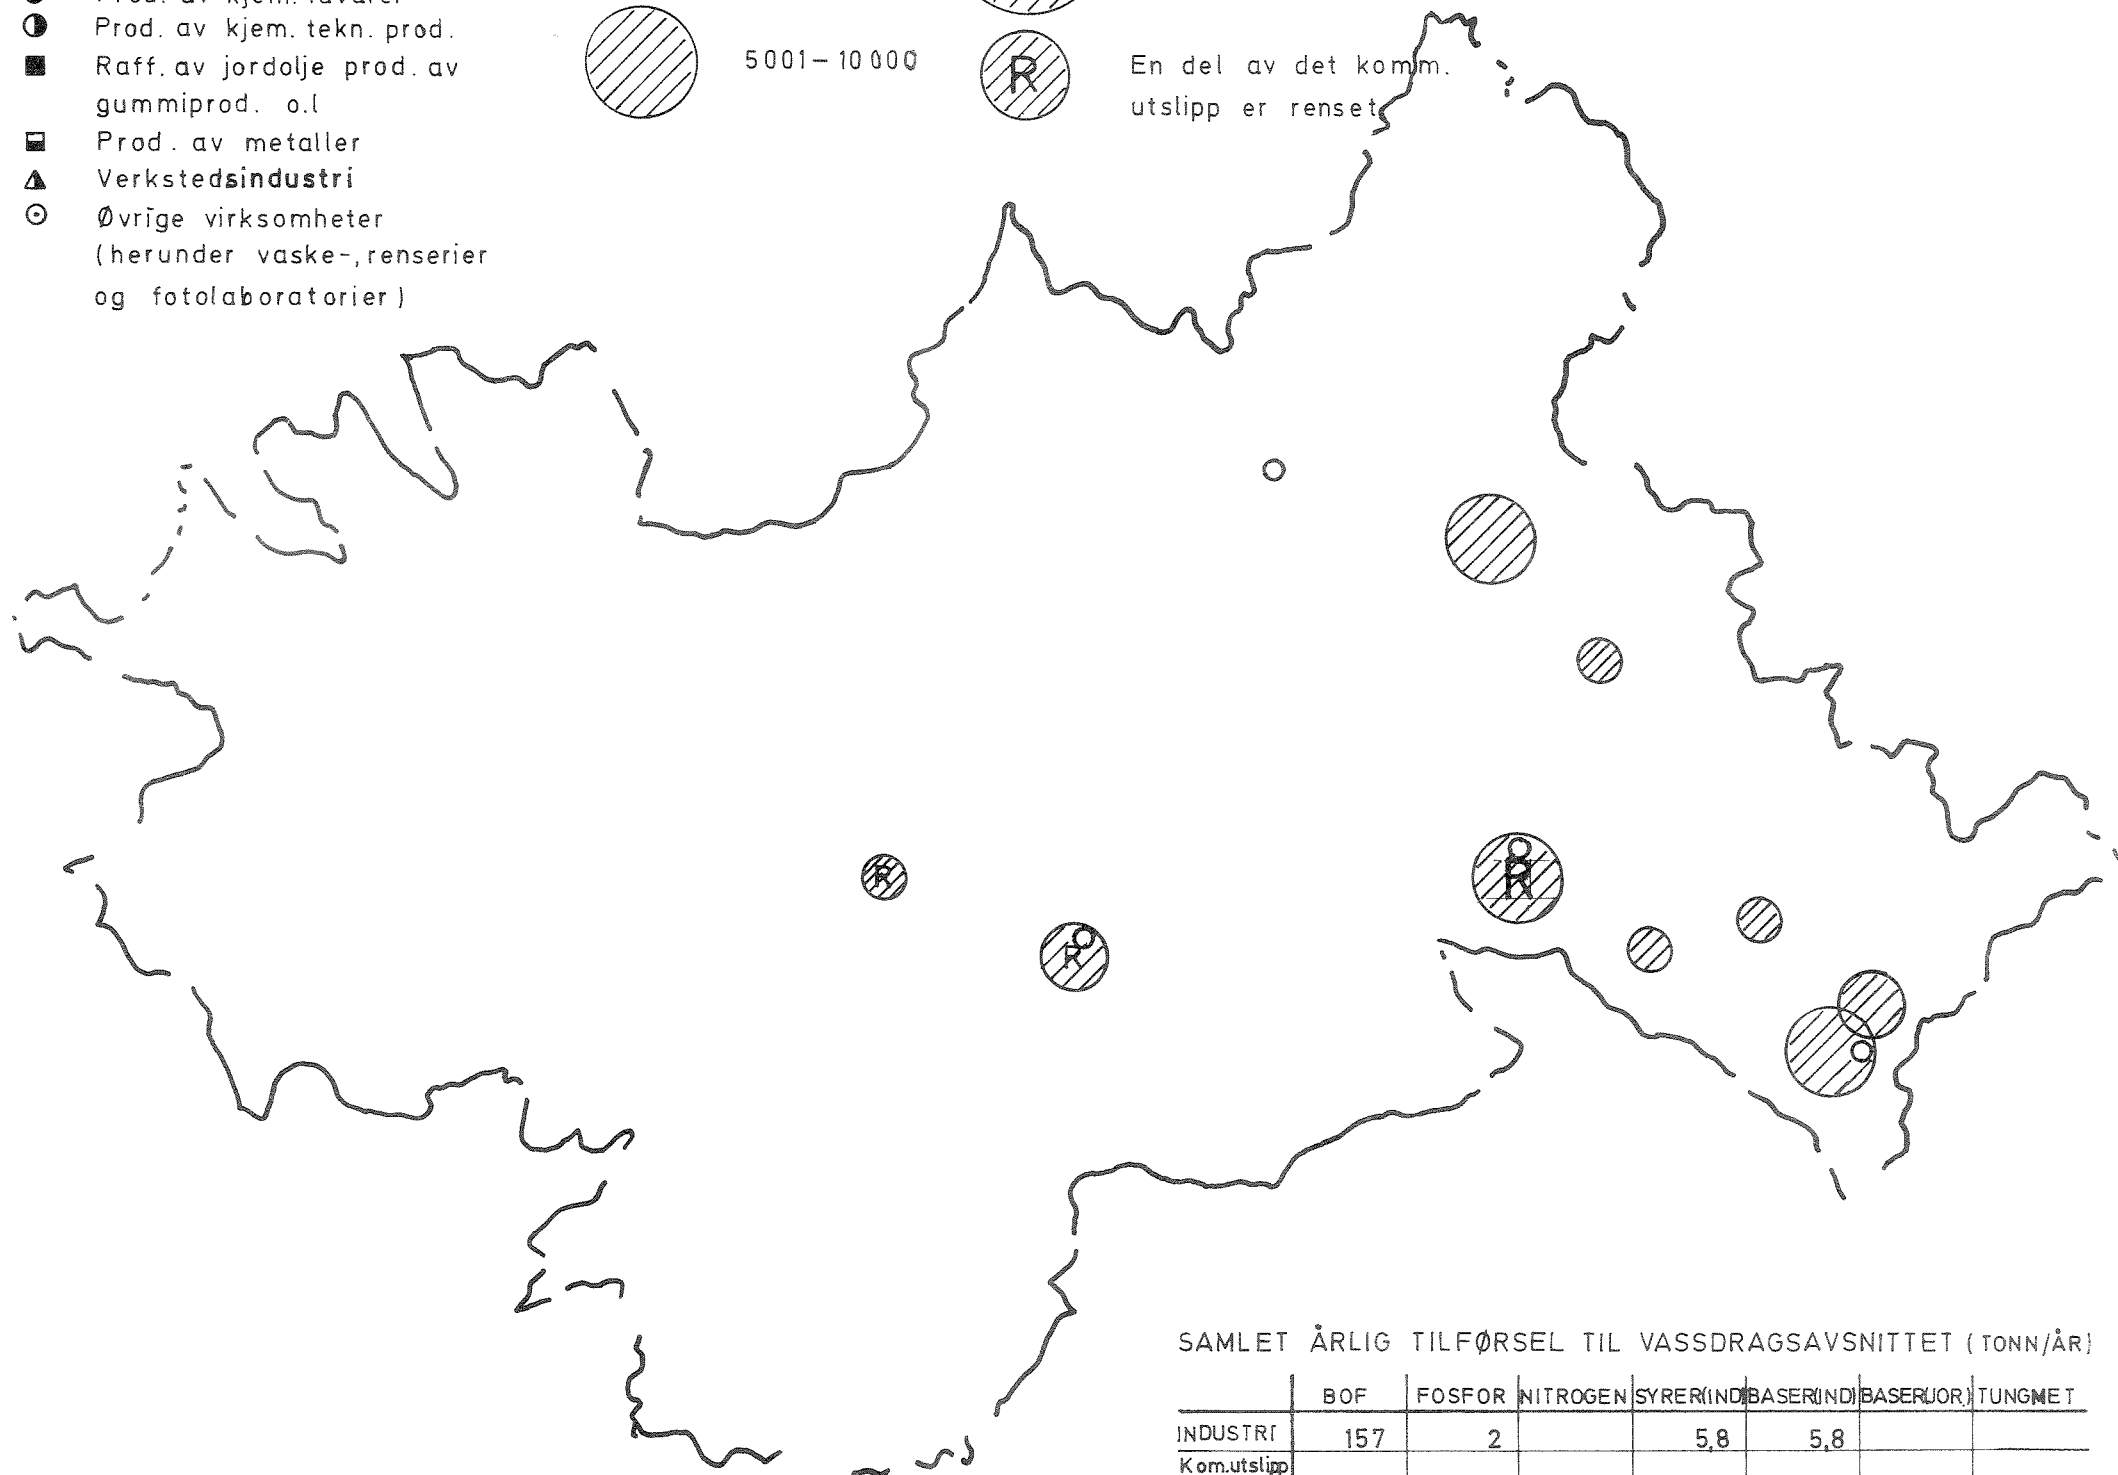 Prod. av kjem. tekn. prod.
Raff. av jordolje prod. av
gummiprod. o.l
Prod. av metaller
Verkstedsindustri
Øvrige virksomheter
(herunder vaske-, renserier
og fotolaboratorier)
5001-10000
R
En del av det komm.
utslipp er renset
R
R
R
SAMLET ÅRLIG TILFØRSEL TIL VASSDRAGSAVSNITTET (TONN/ÅR)
BOF FOSFOR NITROGEN SYRER(IND) BASER(IND) BASER(UOR) TUNGMET
INDUSTRI 157 2 5,8 5,8
Kom.utslipp